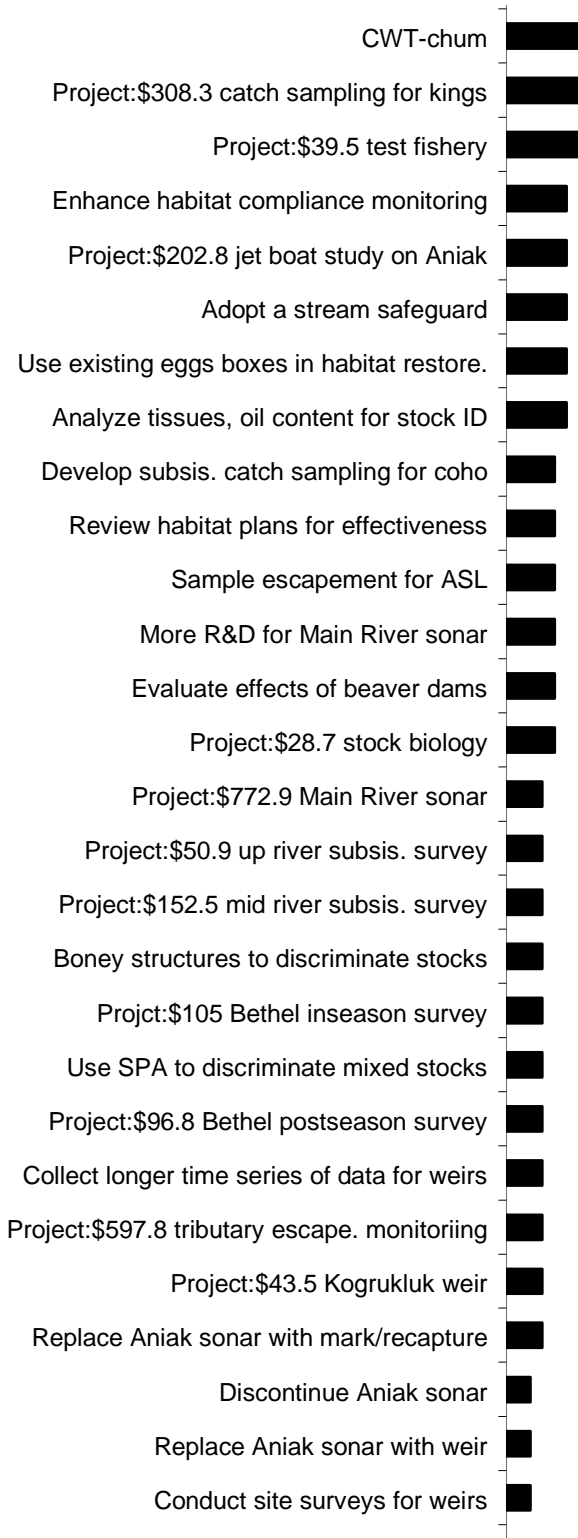 CWT-chum
Project:$308.3 catch sampling for kings
Project:$39.5 test fishery
Enhance habitat compliance monitoring
Project:$202.8 jet boat study on Aniak
Adopt a stream safeguard
Use existing eggs boxes in habitat restore.
Analyze tissues, oil content for stock ID
Develop subsis. catch sampling for coho
Review habitat plans for effectiveness
Sample escapement for ASL
More R&D for Main River sonar
Evaluate effects of beaver dams
Project:$28.7 stock biology
Project:$772.9 Main River sonar
Project:$50.9 up river subsis. survey
Project:$152.5 mid river subsis. survey
Boney structures to discriminate stocks
Projct:$105 Bethel inseason survey
Use SPA to discriminate mixed stocks
Project:$96.8 Bethel postseason survey
Collect longer time series of data for weirs
Project:$597.8 tributary escape. monitoriing
Project:$43.5 Kogrukluk weir
Replace Aniak sonar with mark/recapture
Discontinue Aniak sonar
Replace Aniak sonar with weir
Conduct site surveys for weirs